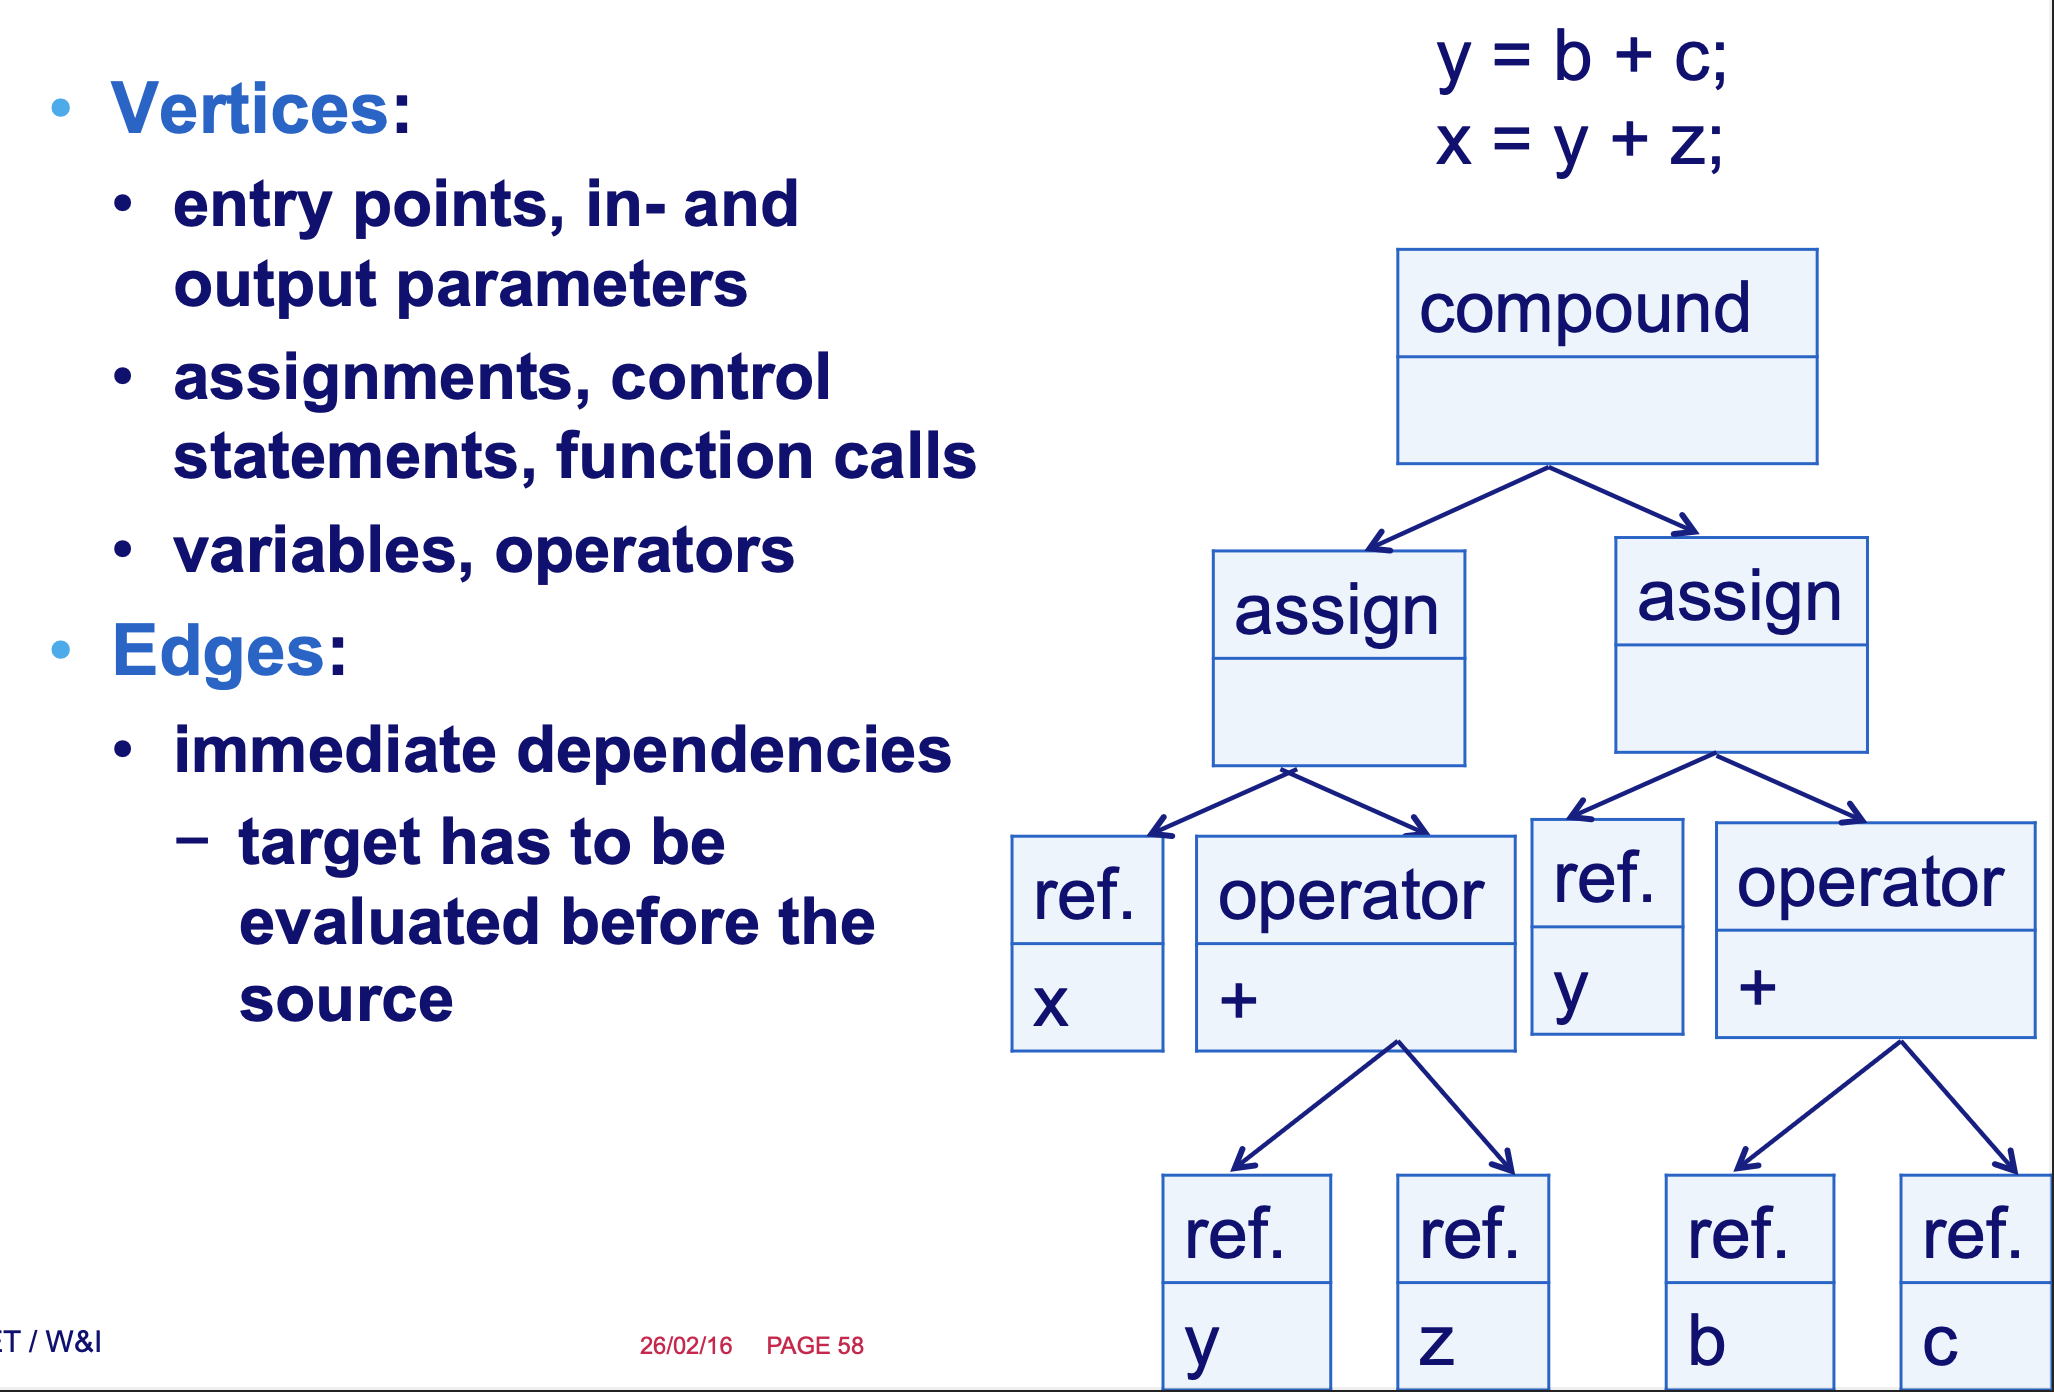 • Vertices:
• entry points, in- and
output parameters
• assignments, control
statements, function calls
• variables, operators
• Edges:
• immediate dependencies
– target has to be
evaluated before the
source
y = b + c;
x = y + z;
compound
assign
assign
ref.
x
operator
+
ref.
y
operator
+
ref.
y
ref.
z
ref.
b
ref.
c
/ W&I
26/02/16 PAGE 58